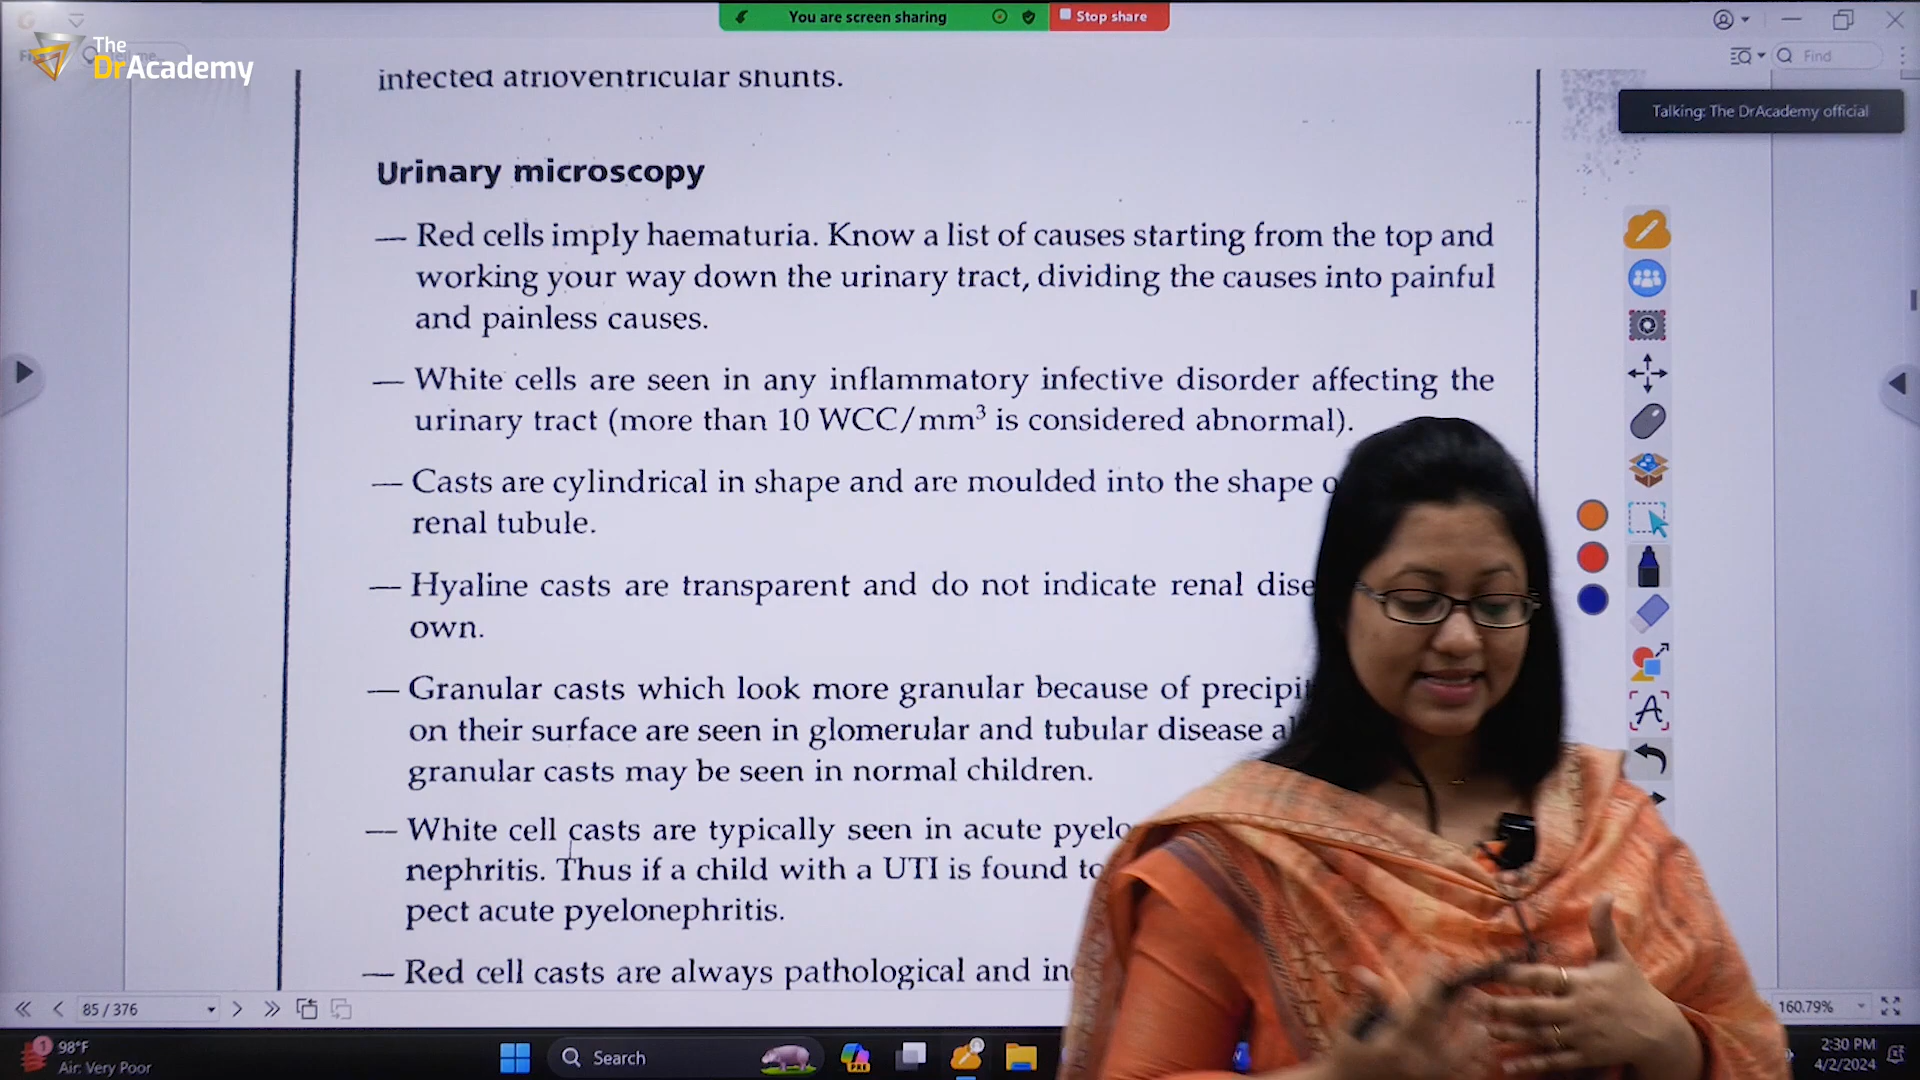 You are screen sharing
Stop share
The
DrAcademy
Find
Talking: The DrAcademy official
infected atrioventricular shunts.
Urinary microscopy
— Red cells imply haematuria. Know a list of causes starting from the top and
working your way down the urinary tract, dividing the causes into painful
and painless causes.
— White cells are seen in any inflammatory infective disorder affecting the
urinary tract (more than 10 WCC/mm³ is considered abnormal).
— Casts are cylindrical in shape and are moulded into the shape
renal tubule.
— Hyaline casts are transparent and do not indicate renal
own.
— Granular casts which look more granular because of
on their surface are seen in glomerular and tubular disease
granular casts may be seen in normal children.
— White cell casts are typically seen in acute
nephritis. Thus if a child with a UTI is found
pect acute pyelonephritis.
— Red cell casts are always pathological and
85 / 376
160.79%
98°F
Air: Very Poor
Search
PRE
2:30 PM
4/2/2024